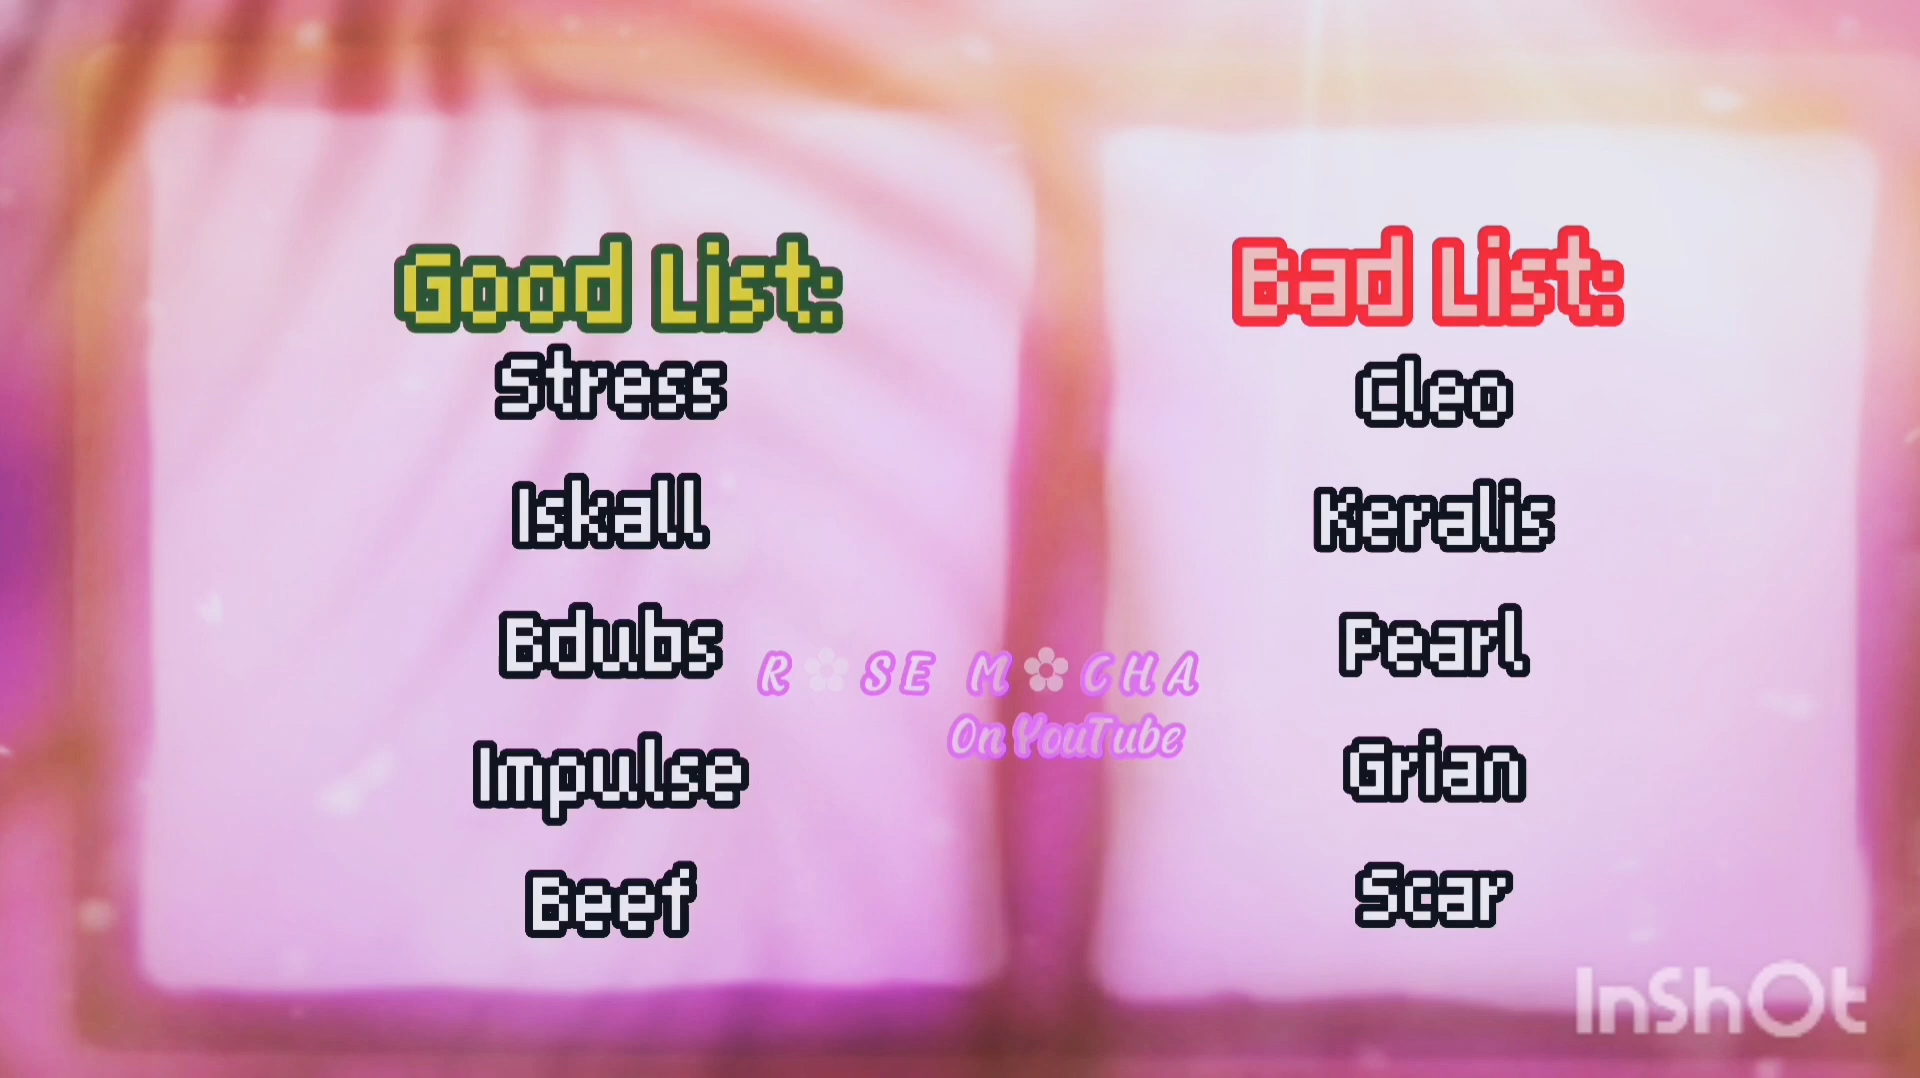 Good List:
Stress
Iskall
Bdubs
Impulse
Beef
Bad List:
Cleo
Keralis
Pearl
Grian
Scar
R✿SE M✿CHA
On YouTube
InShOt